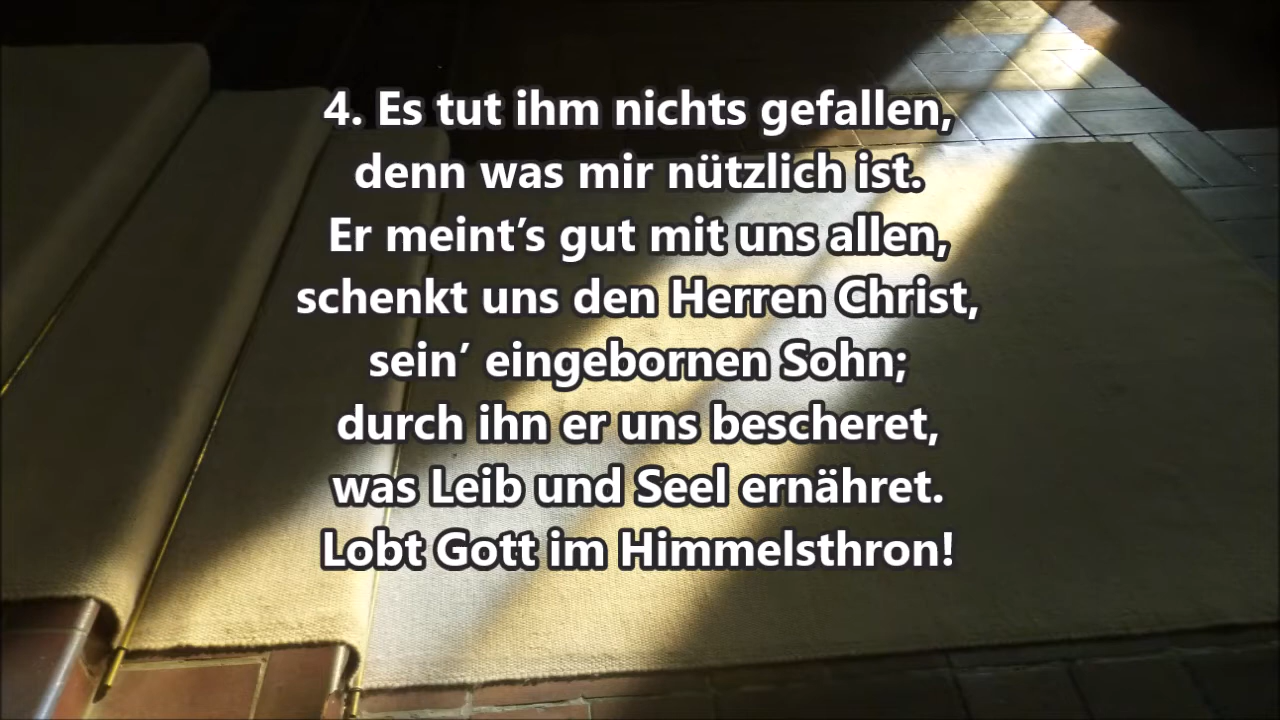 4. Es tut ihm nichts gefallen,
denn was mir nützlich ist.
Er meint’s gut mit uns allen,
schenkt uns den Herren Christ,
sein’ eingebornen Sohn;
durch ihn er uns bescheret,
was Leib und Seel ernähret.
Lobt Gott im Himmelsthron!